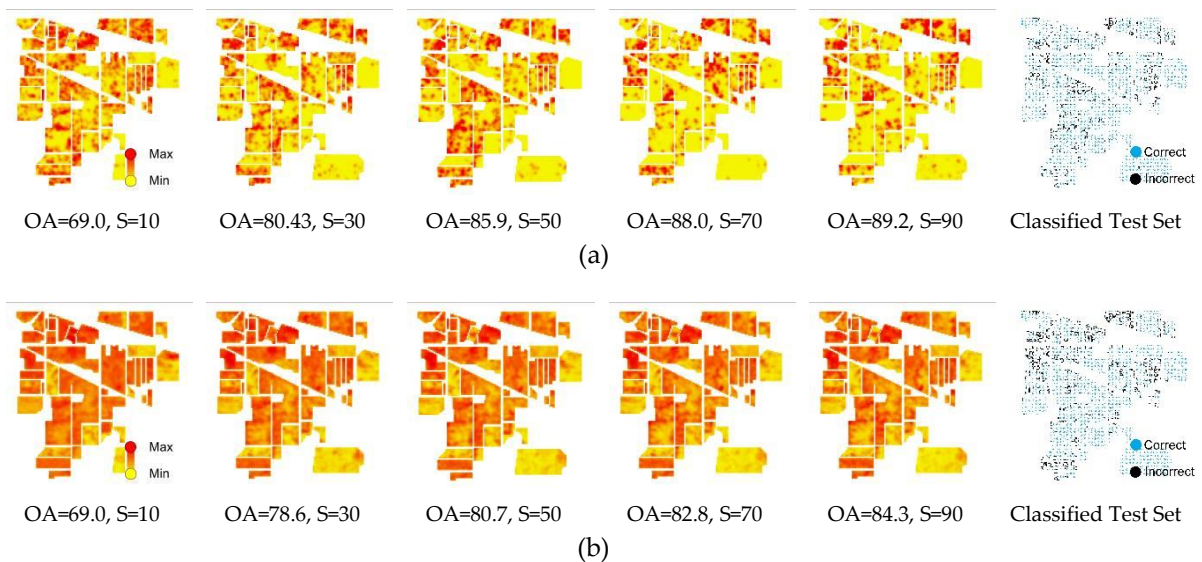 Max
Min
Correct
Incorrect
OA=69.0, S=10 OA=80.43, S=30 OA=85.9, S=50 OA=88.0, S=70 OA=89.2, S=90 Classified Test Set
(a)
Max
Min
Correct
Incorrect
OA=69.0, S=10 OA=78.6, S=30 OA=80.7, S=50 OA=82.8, S=70 OA=84.3, S=90 Classified Test Set
(b)